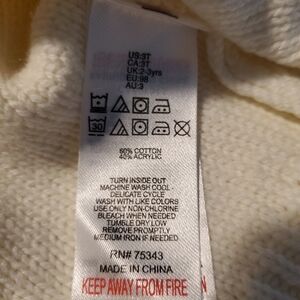 US:3T
CA:3T
UK:2-3yrs
EU:98
AU:3
30
60% COTTON
40% ACRYLIC
TURN INSIDE OUT
MACHINE WASH COOL
DELICATE CYCLE
WASH WITH LIKE COLORS
USE ONLY NON-CHLORINE
BLEACH WHEN NEEDED
TUMBLE DRY LOW
REMOVE PROMPTLY
MEDIUM IRON IF NEEDED
RN# 75343
MADE IN CHINA
KEEP AWAY FROM FIRE